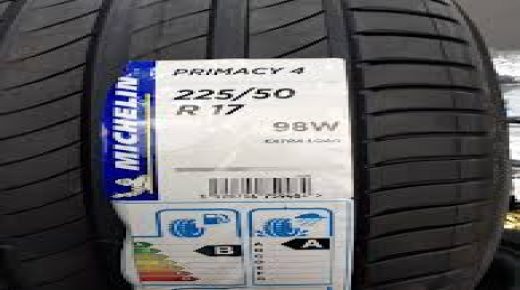 PRIMACY 4
225/50
R 17
98W
EXTRA LOAD
MICHELIN
B
A